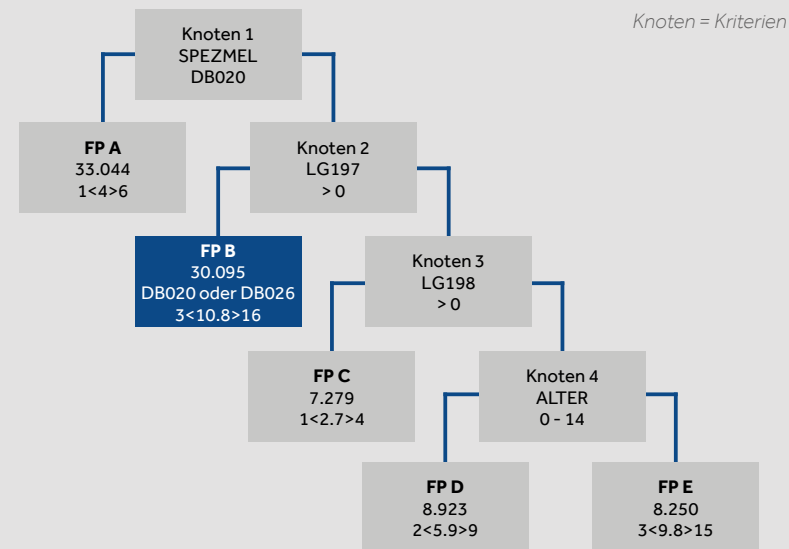 Knoten = Kriterien
Knoten 1
SPEZMEL
DB020
FP A
33.044
1<4>6
Knoten 2
LG197
> 0
FP B
30.095
DB020 oder DB026
3<10.8>16
Knoten 3
LG198
> 0
FP C
7.279
1<2.7>4
Knoten 4
ALTER
0 - 14
FP D
8.923
2<5.9>9
FP E
8.250
3<9.8>15